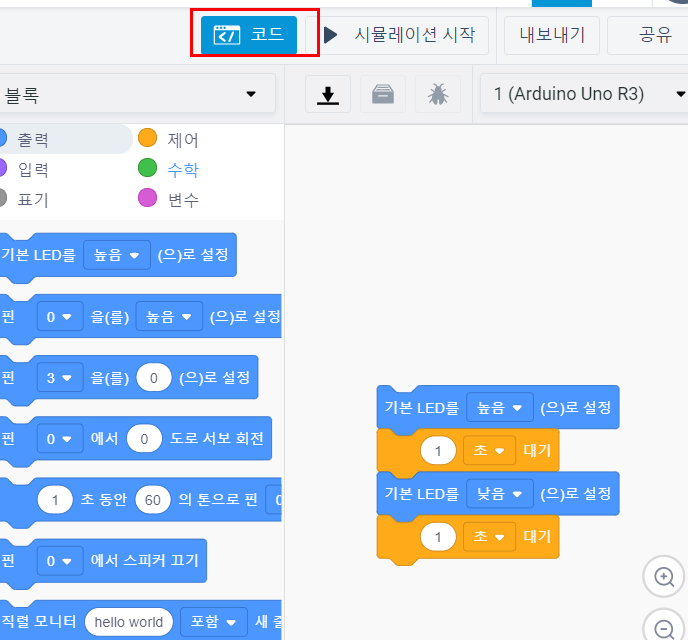 코드 시뮬레이션 시작 내보내기 공유
블록 1 (Arduino Uno R3)
출력 제어
입력 수학
표기 변수
기본 LED를 높음 (으)로 설정
핀 0 을(를) 높음 (으)로 설정
핀 3 을(를) 0 (으)로 설정
핀 0 에서 0 도로 서보 회전
1 초 동안 60 의 톤으로 핀
핀 0 에서 스피커 끄기
직렬 모니터 hello world 포함 새
기본 LED를 높음 (으)로 설정
1 초 대기
기본 LED를 낮음 (으)로 설정
1 초 대기